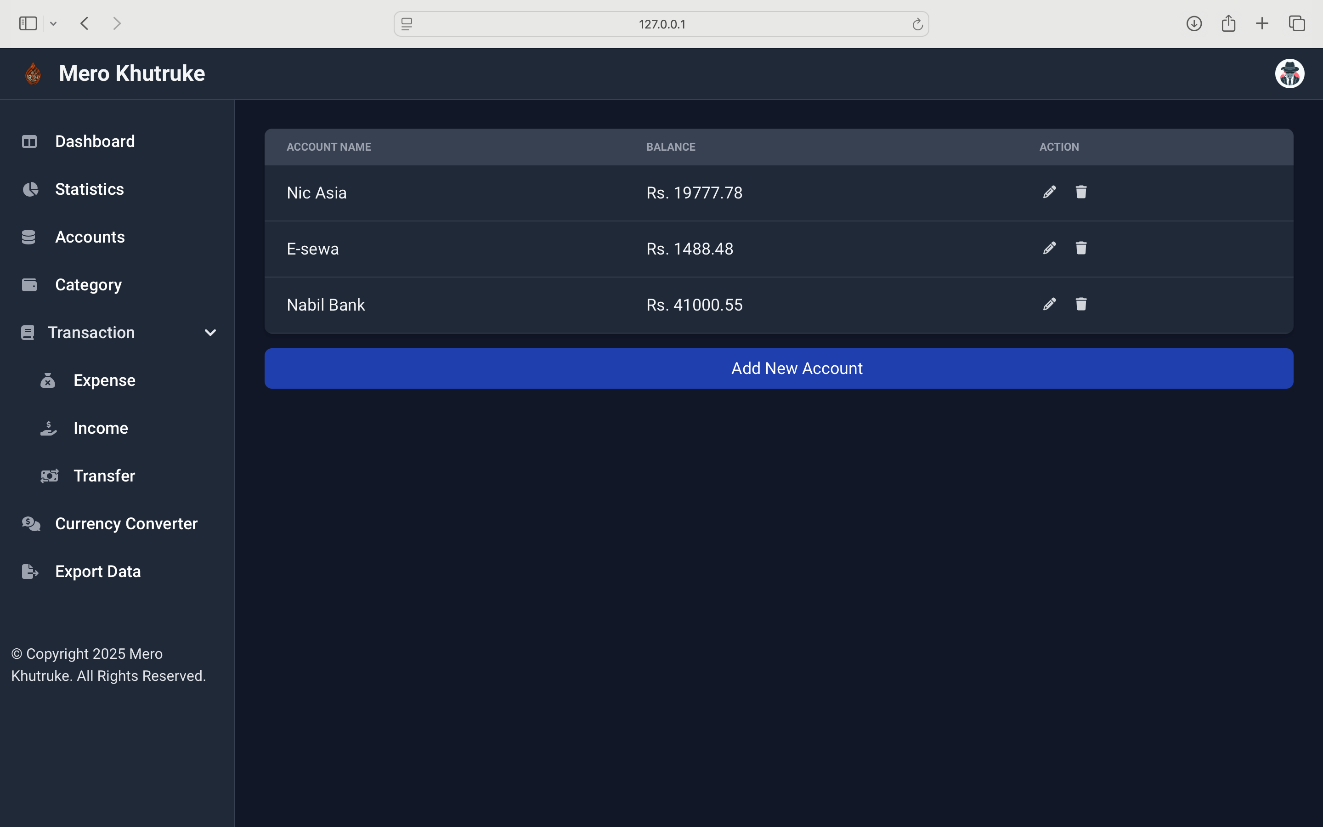 127.0.0.1
Mero Khutruke
Dashboard
Statistics
Accounts
Category
Transaction
Expense
Income
Transfer
Currency Converter
Export Data
© Copyright 2025 Mero
Khutruke. All Rights Reserved.
ACCOUNT NAME BALANCE ACTION
Nic Asia Rs. 19777.78
E-sewa Rs. 1488.48
Nabil Bank Rs. 41000.55
Add New Account